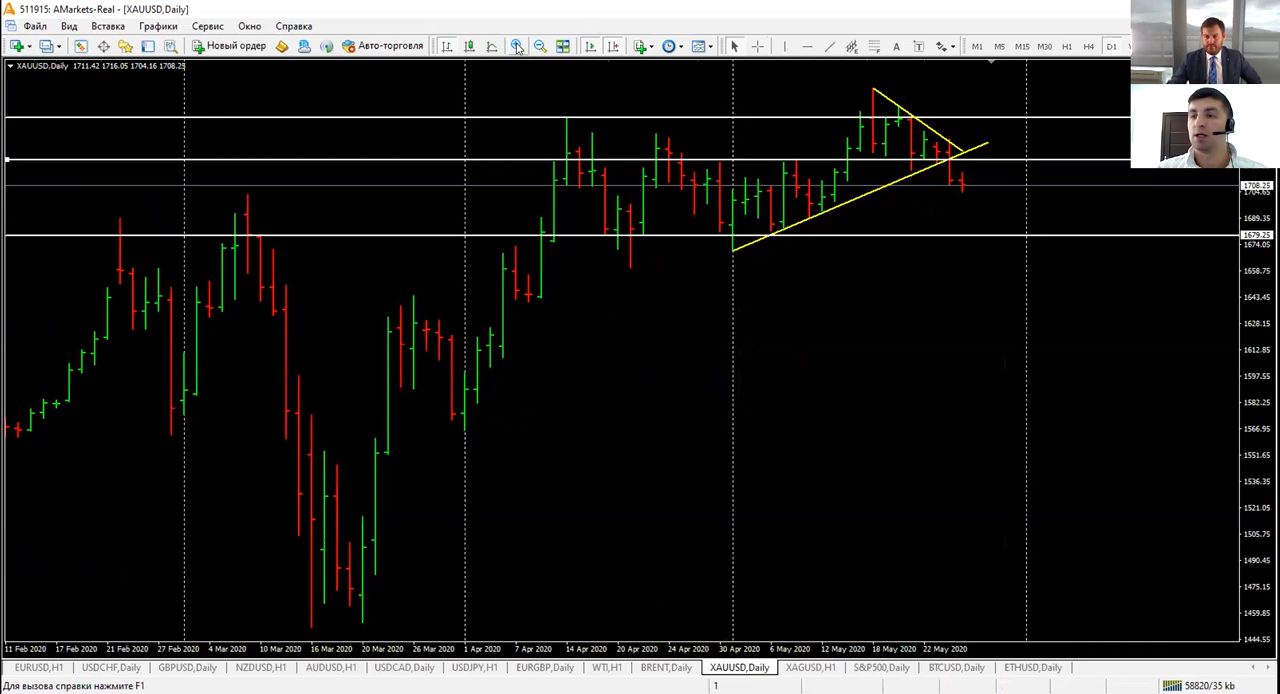 511915: AMarkets-Real - [XAUUSD,Daily]
Файл Вид Вставка Графики Сервис Окно Справка
Новый ордер Авто-торговля A T M1 M5 M15 M30 H1 H4 D1
XAUUSD,Daily 1711.42 1716.05 1704.16 1708.25
1708.25
1704.65
1689.35
1679.25
1674.05
1658.75
1643.45
1628.15
1612.85
1597.55
1582.25
1566.95
1551.65
1536.35
1521.05
1505.75
1490.45
1475.15
1459.85
1444.55
11 Feb 2020 17 Feb 2020 21 Feb 2020 27 Feb 2020 4 Mar 2020 10 Mar 2020 16 Mar 2020 20 Mar 2020 26 Mar 2020 1 Apr 2020 7 Apr 2020 14 Apr 2020 20 Apr 2020 24 Apr 2020 30 Apr 2020 6 May 2020 12 May 2020 18 May 2020 22 May 2020
EURUSD,H1 USDCHF,Daily GBPUSD,Daily NZDUSD,H1 AUDUSD,H1 USDCAD,Daily USDJPY,H1 EURGBP,Daily WTI,H1 BRENT,Daily XAUUSD,Daily XAGUSD,H1 S&P500,Daily BTCUSD,Daily ETHUSD,Daily
Для вызова справки нажмите F1 1 58820/35 kb